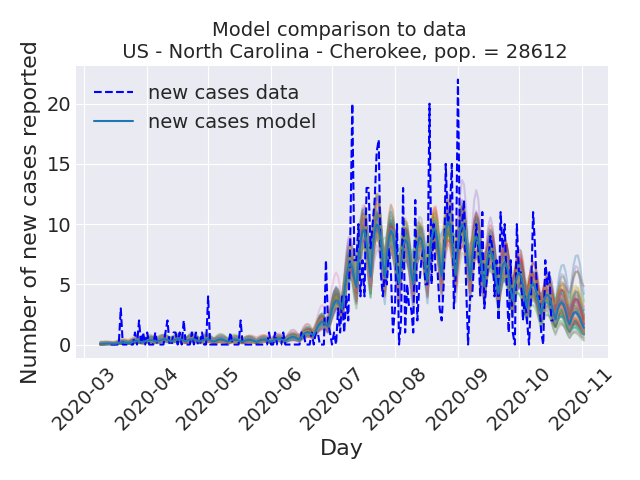 Model comparison to data
US - North Carolina - Cherokee, pop. = 28612
Number of new cases reported
20
15
10
5
0
new cases data
new cases model
2020-03
2020-04
2020-05
2020-06
2020-07
2020-08
2020-09
2020-10
2020-11
Day